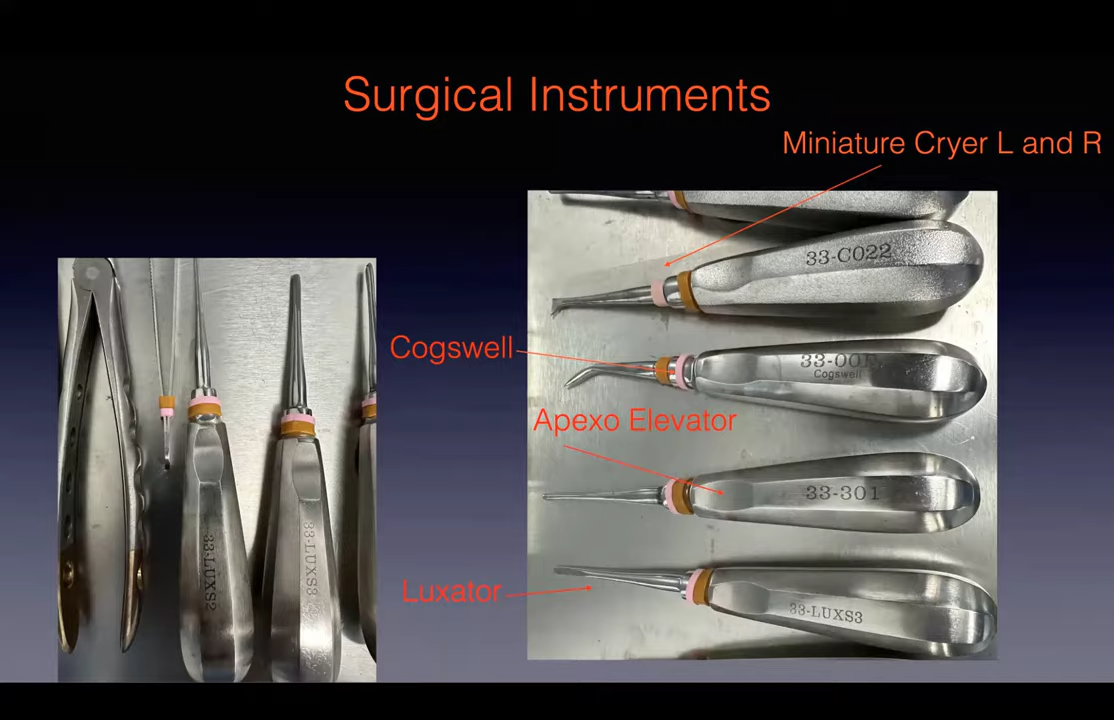 Surgical Instruments
Miniature Cryer L and R
33-C022
Cogswell
Cogswell
Apexo Elevator
33-301
Luxator
33-LUXS3
33-LUXS2
33-LUXS3